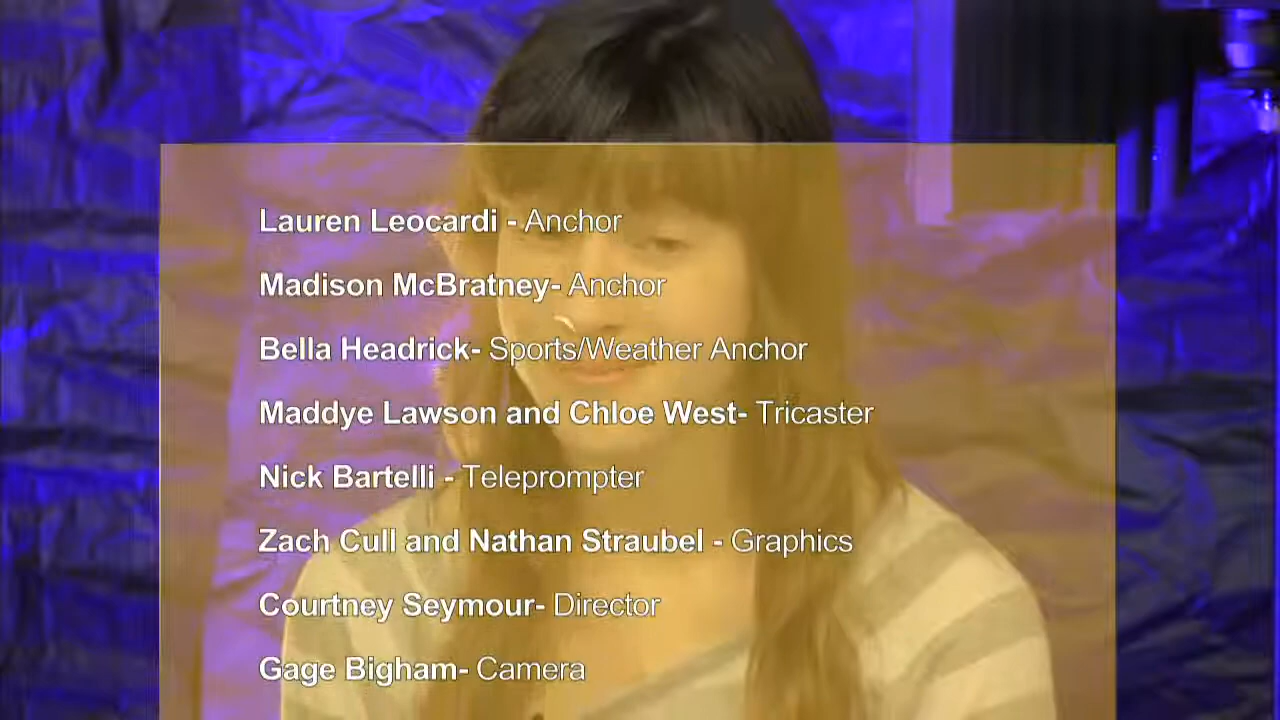 Lauren Leocardi - Anchor
Madison McBratney- Anchor
Bella Headrick- Sports/Weather Anchor
Maddye Lawson and Chloe West- Tricaster
Nick Bartelli - Teleprompter
Zach Cull and Nathan Straubel - Graphics
Courtney Seymour- Director
Gage Bigham- Camera